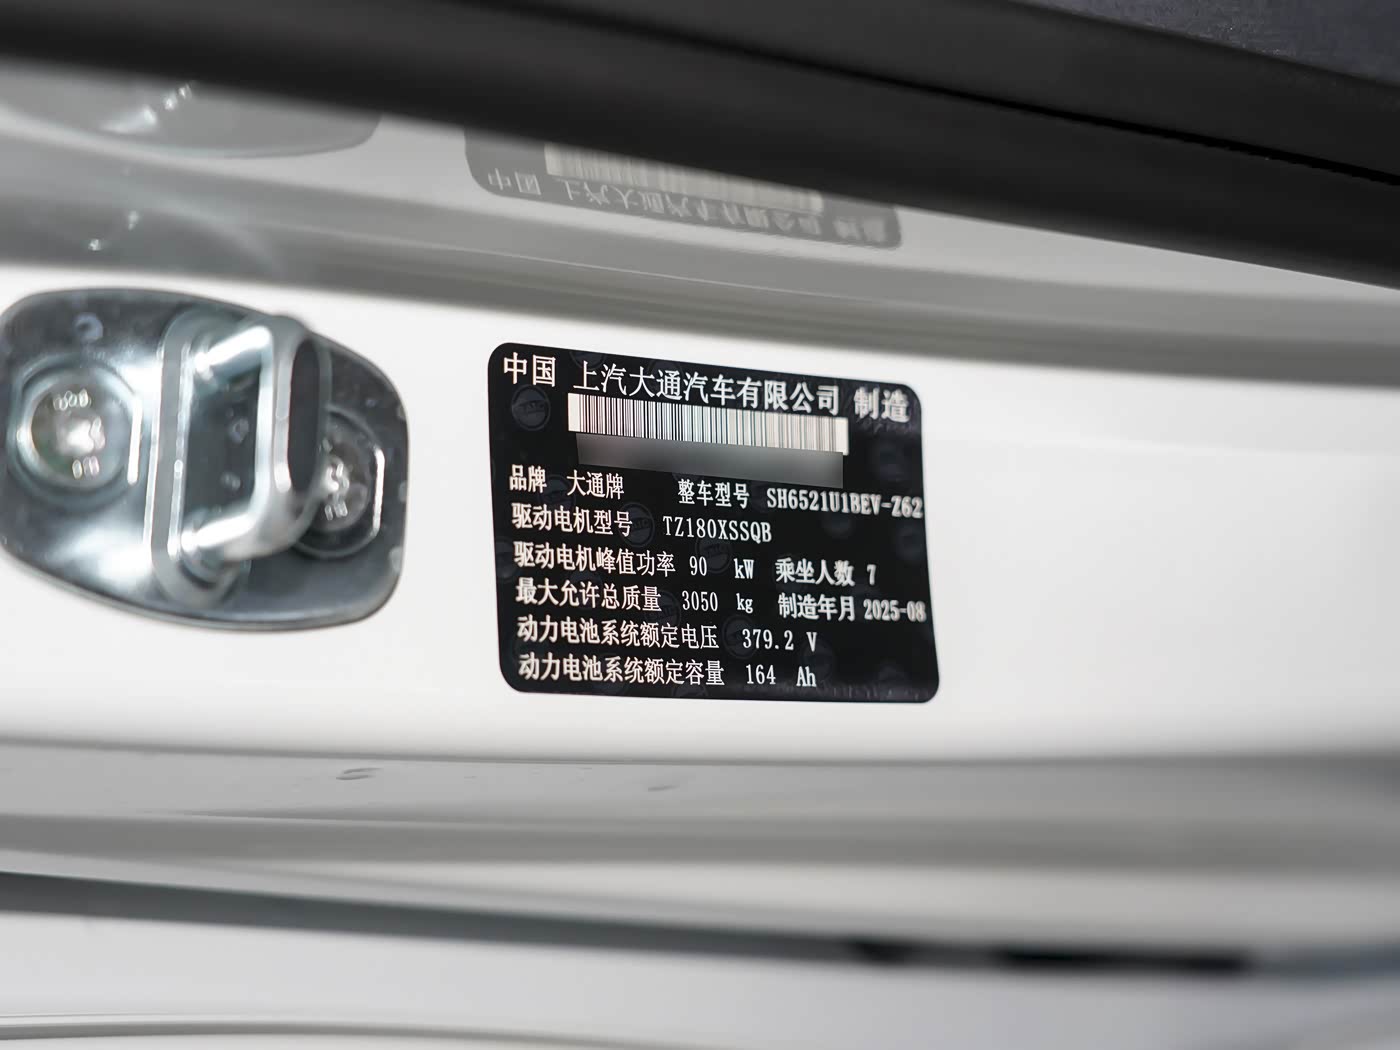 中国 上汽大通汽车有限公司 制造
品牌 大通牌 整车型号 SH6521U1BEV-Z62
驱动电机型号 TZ180XSSQB
驱动电机峰值功率 90 kW 乘坐人数 7
最大允许总质量 3050 kg 制造年月 2025-08
动力电池系统额定电压 379.2 V
动力电池系统额定容量 164 Ah